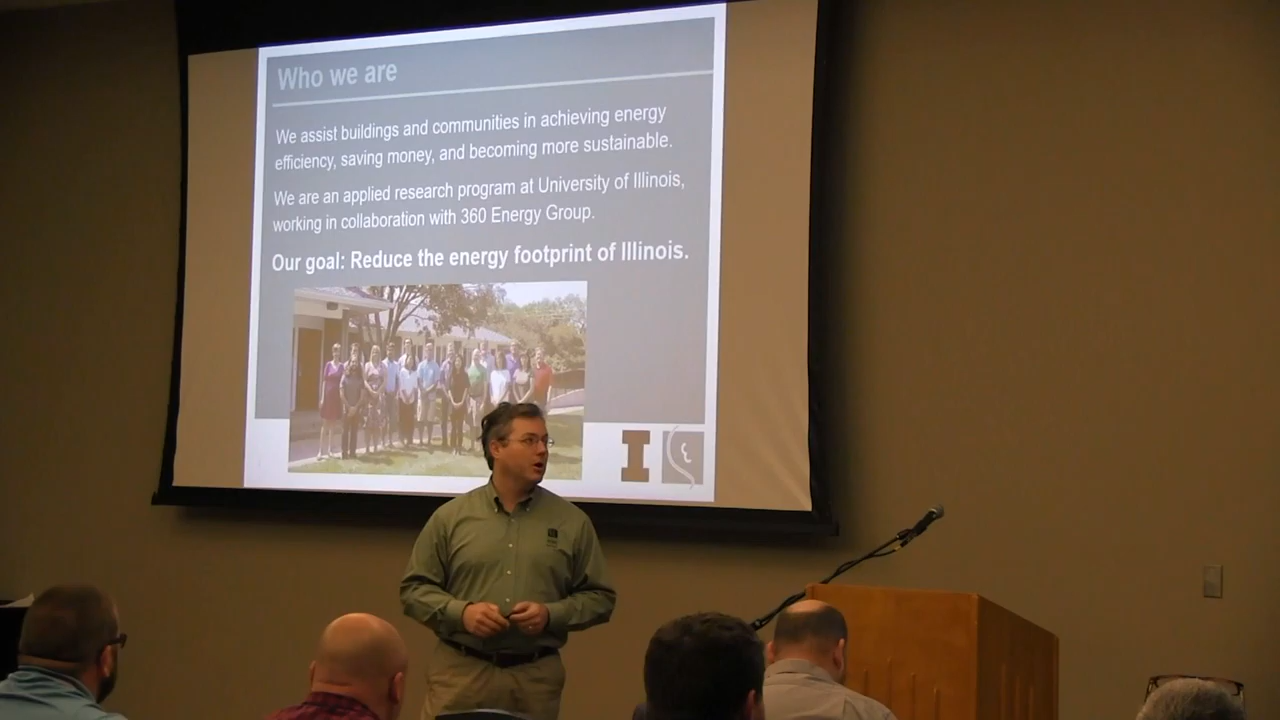 Who we are
We assist buildings and communities in achieving energy
efficiency, saving money, and becoming more sustainable.
We are an applied research program at University of Illinois,
working in collaboration with 360 Energy Group.
Our goal: Reduce the energy footprint of Illinois.
I